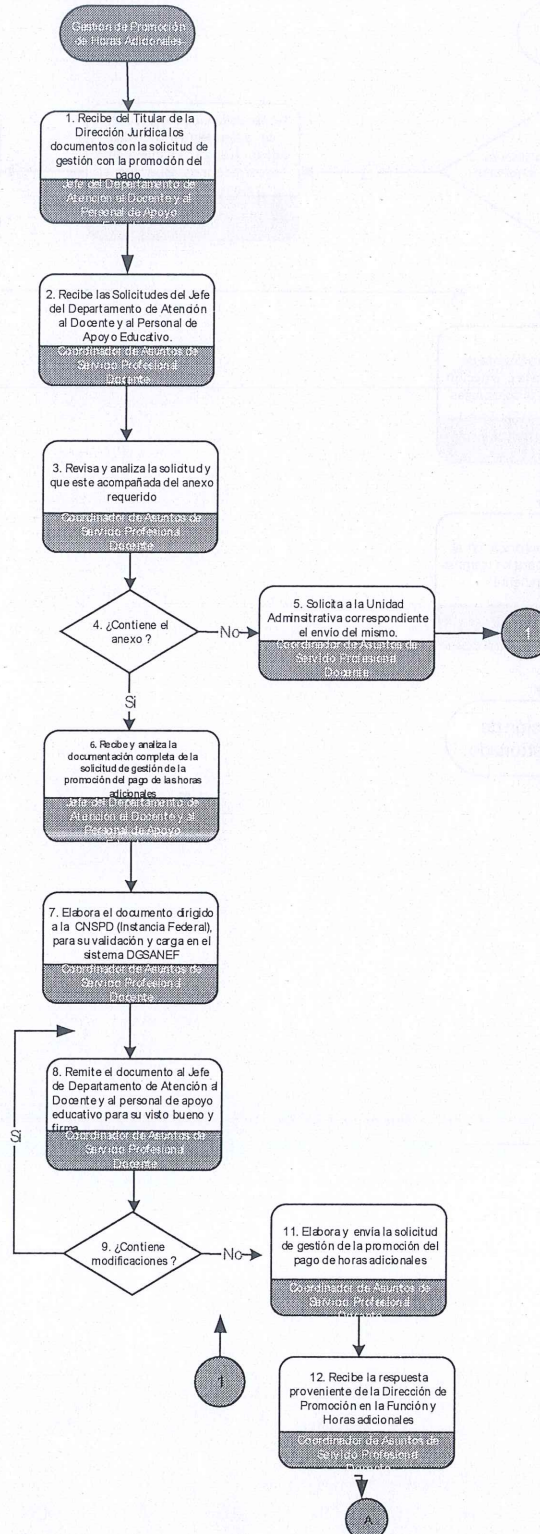 Gestion de Promoción
de Horas Adicionales
1. Recibe del Titular de la
Dirección Jurídica los
documentos con la solicitud de
gestión con la promoción del
pago
Jefe del Departamento de
Atención al Docente y al
Personal de Apoyo
2. Recibe las Solicitudes del Jefe
del Departamento de Atención
al Docente y al Personal de
Apoyo Educativo.
Coordinador de Asuntos de
Servicio Profesional
Docente
3. Revisa y analiza la solicitud y
que este acompañada del anexo
requerido
Coordinador de Asuntos de
Servicio Profesional
Docente
4. ¿Contiene el
anexo ?
No
5. Solicita a la Unidad
Adminsitrativa correspondiente
el envío del mismo.
Coordinador de Asuntos de
Servicio Profesional
Docente
1
Si
6. Recibe y analiza la
documentación completa de la
solicitud de gestión de la
promoción del pago de las horas
adicionales
Jefe del Departamento de
Atención al Docente y al
Personal de Apoyo
7. Elabora el documento dirigido
a la CNSPD (Instancia Federal),
para su validación y carga en el
sistema DGSANEF
Coordinador de Asuntos de
Servicio Profesional
Docente
8. Remite el documento al Jefe
de Departamento de Atención al
Docente y al personal de apoyo
educativo para su visto bueno y
firma
Coordinador de Asuntos de
Servicio Profesional
Docente
Si
9. ¿Contiene
modificaciones ?
No
11. Elabora y envía la solicitud
de gestión de la promoción del
pago de horas adicionales
Coordinador de Asuntos de
Servicio Profesional
Docente
1
12. Recibe la respuesta
proveniente de la Dirección de
Promoción en la Función y
Horas adicionales
Coordinador de Asuntos de
Servicio Profesional
Docente
A